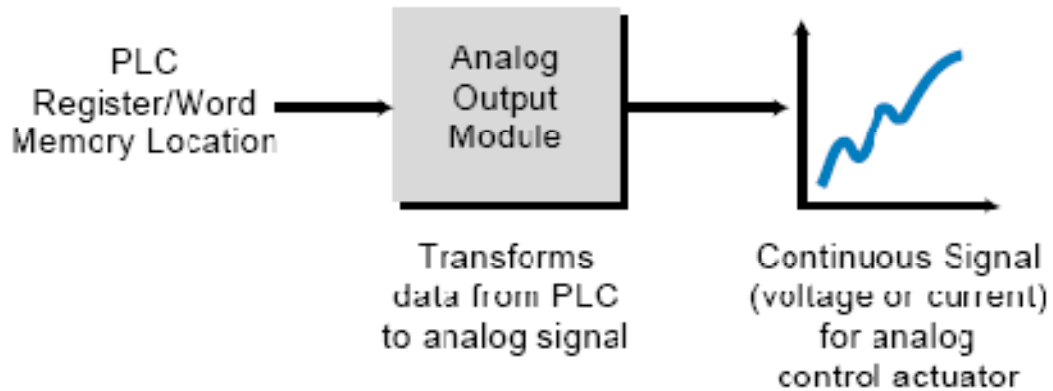 PLC
Register/Word
Memory Location
Analog
Output
Module
Transforms
data from PLC
to analog signal
Continuous Signal
(voltage or current)
for analog
control actuator